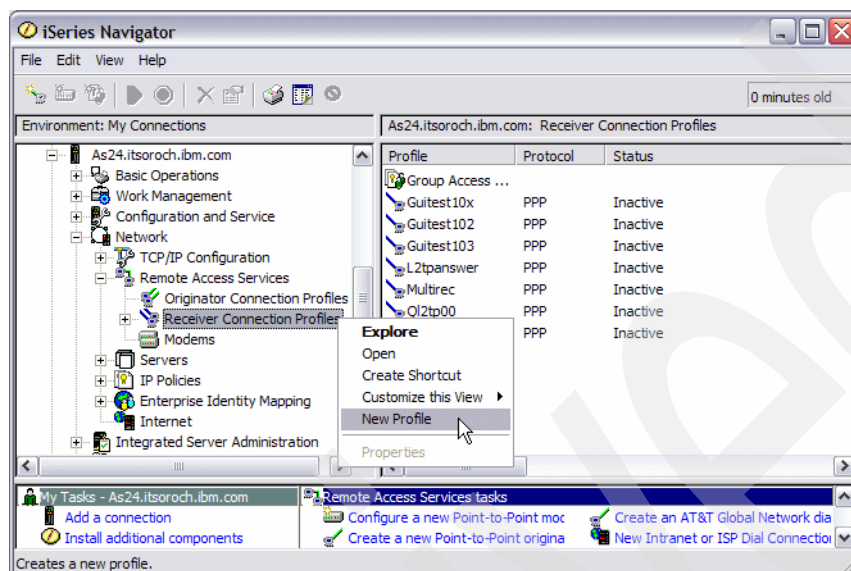 iSeries Navigator
File Edit View Help
0 minutes old
Environment: My Connections
As24.itsoroch.ibm.com: Receiver Connection Profiles
As24.itsoroch.ibm.com
Basic Operations
Work Management
Configuration and Service
Network
TCP/IP Configuration
Remote Access Services
Originator Connection Profiles
Receiver Connection Profiles
Modems
Servers
IP Policies
Enterprise Identity Mapping
Internet
Integrated Server Administration
Profile Protocol Status
Group Access ...
Guitest10x PPP Inactive
Guitest102 PPP Inactive
Guitest103 PPP Inactive
L2tpanswer PPP Inactive
Multirec PPP Inactive
Ql2tp00 PPP Inactive
PPP Inactive
Explore
Open
Create Shortcut
Customize this View
New Profile
Properties
My Tasks - As24.itsoroch.ibm.com
Add a connection
Install additional components
Remote Access Services tasks
Configure a new Point-to-Point moc
Create an AT&T Global Network dia
Create a new Point-to-Point origina
New Intranet or ISP Dial Connection
Creates a new profile.